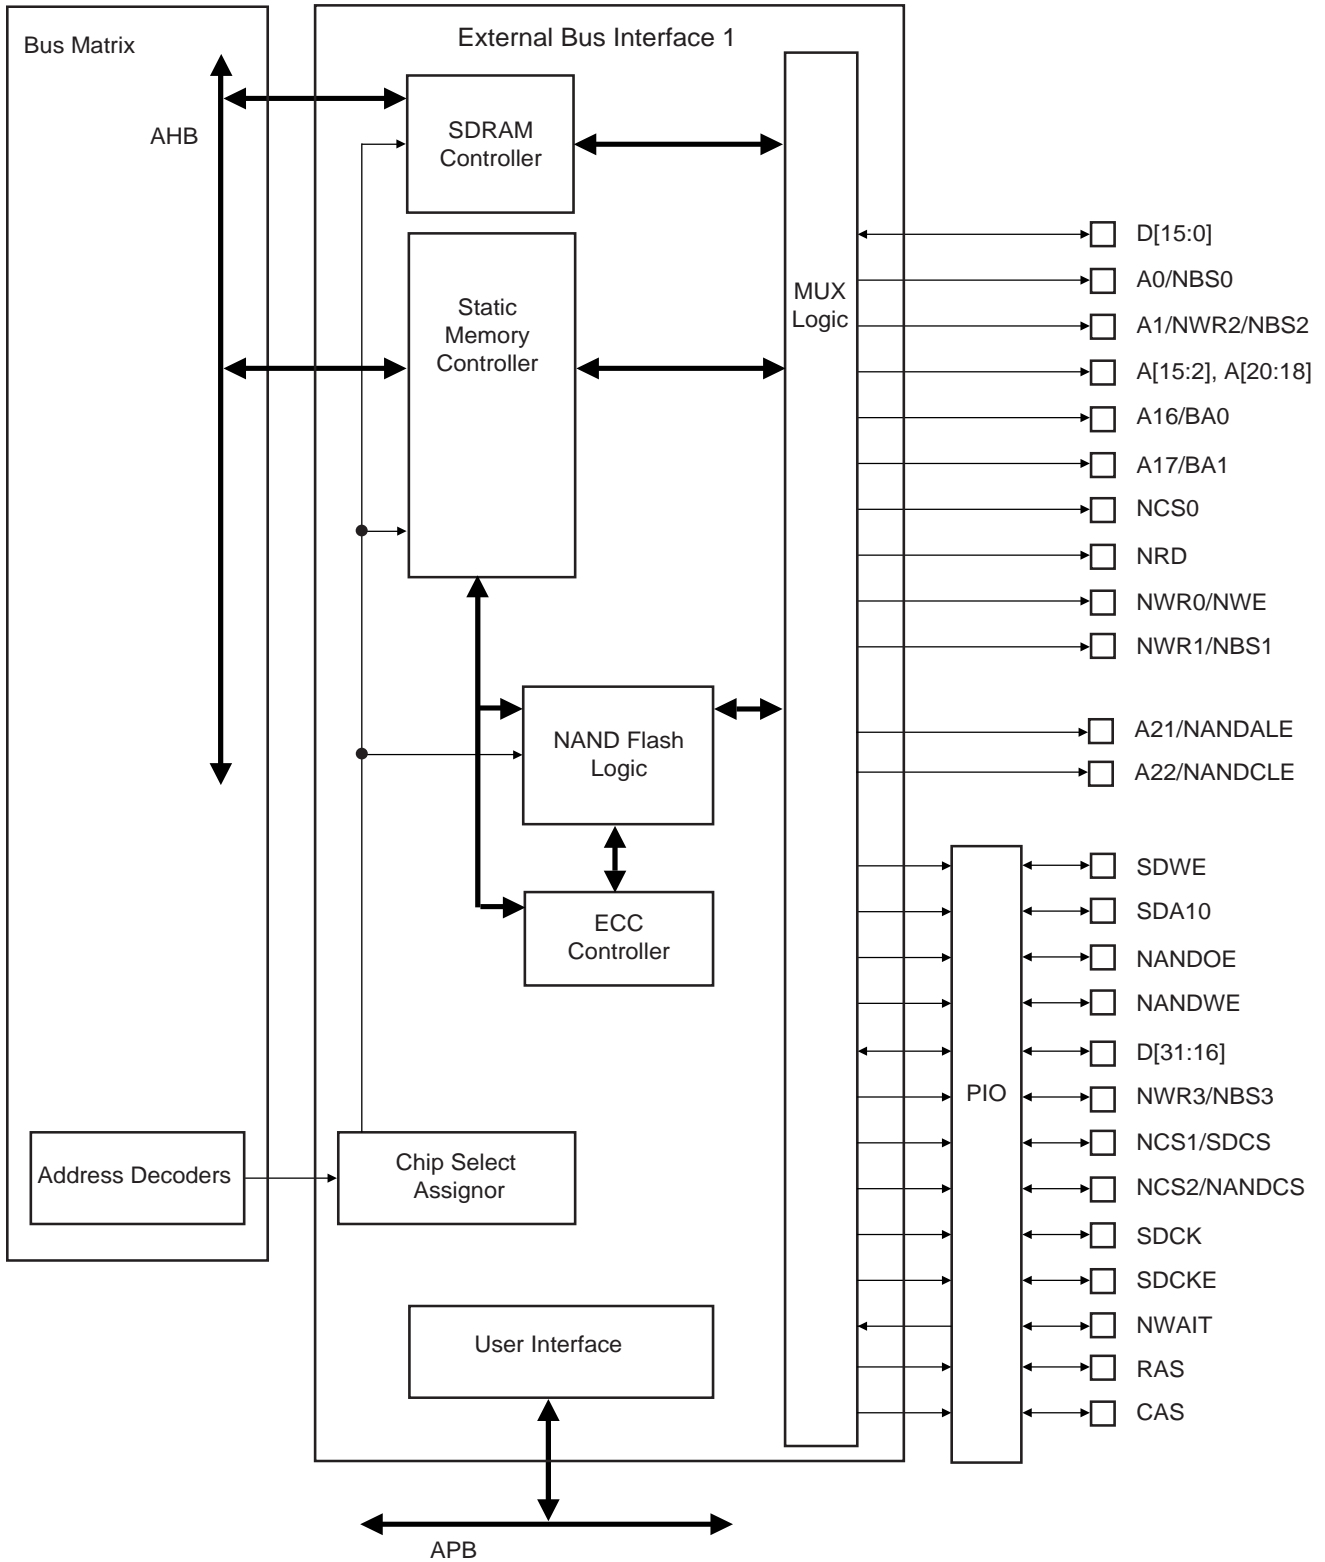 Bus Matrix
External Bus Interface 1
AHB
SDRAM
Controller
Static
Memory
Controller
MUX
Logic
NAND Flash
Logic
ECC
Controller
Address Decoders
Chip Select
Assignor
User Interface
APB
PIO
D[15:0]
A0/NBS0
A1/NWR2/NBS2
A[15:2], A[20:18]
A16/BA0
A17/BA1
NCS0
NRD
NWR0/NWE
NWR1/NBS1
A21/NANDALE
A22/NANDCLE
SDWE
SDA10
NANDOE
NANDWE
D[31:16]
NWR3/NBS3
NCS1/SDCS
NCS2/NANDCS
SDCK
SDCKE
NWAIT
RAS
CAS